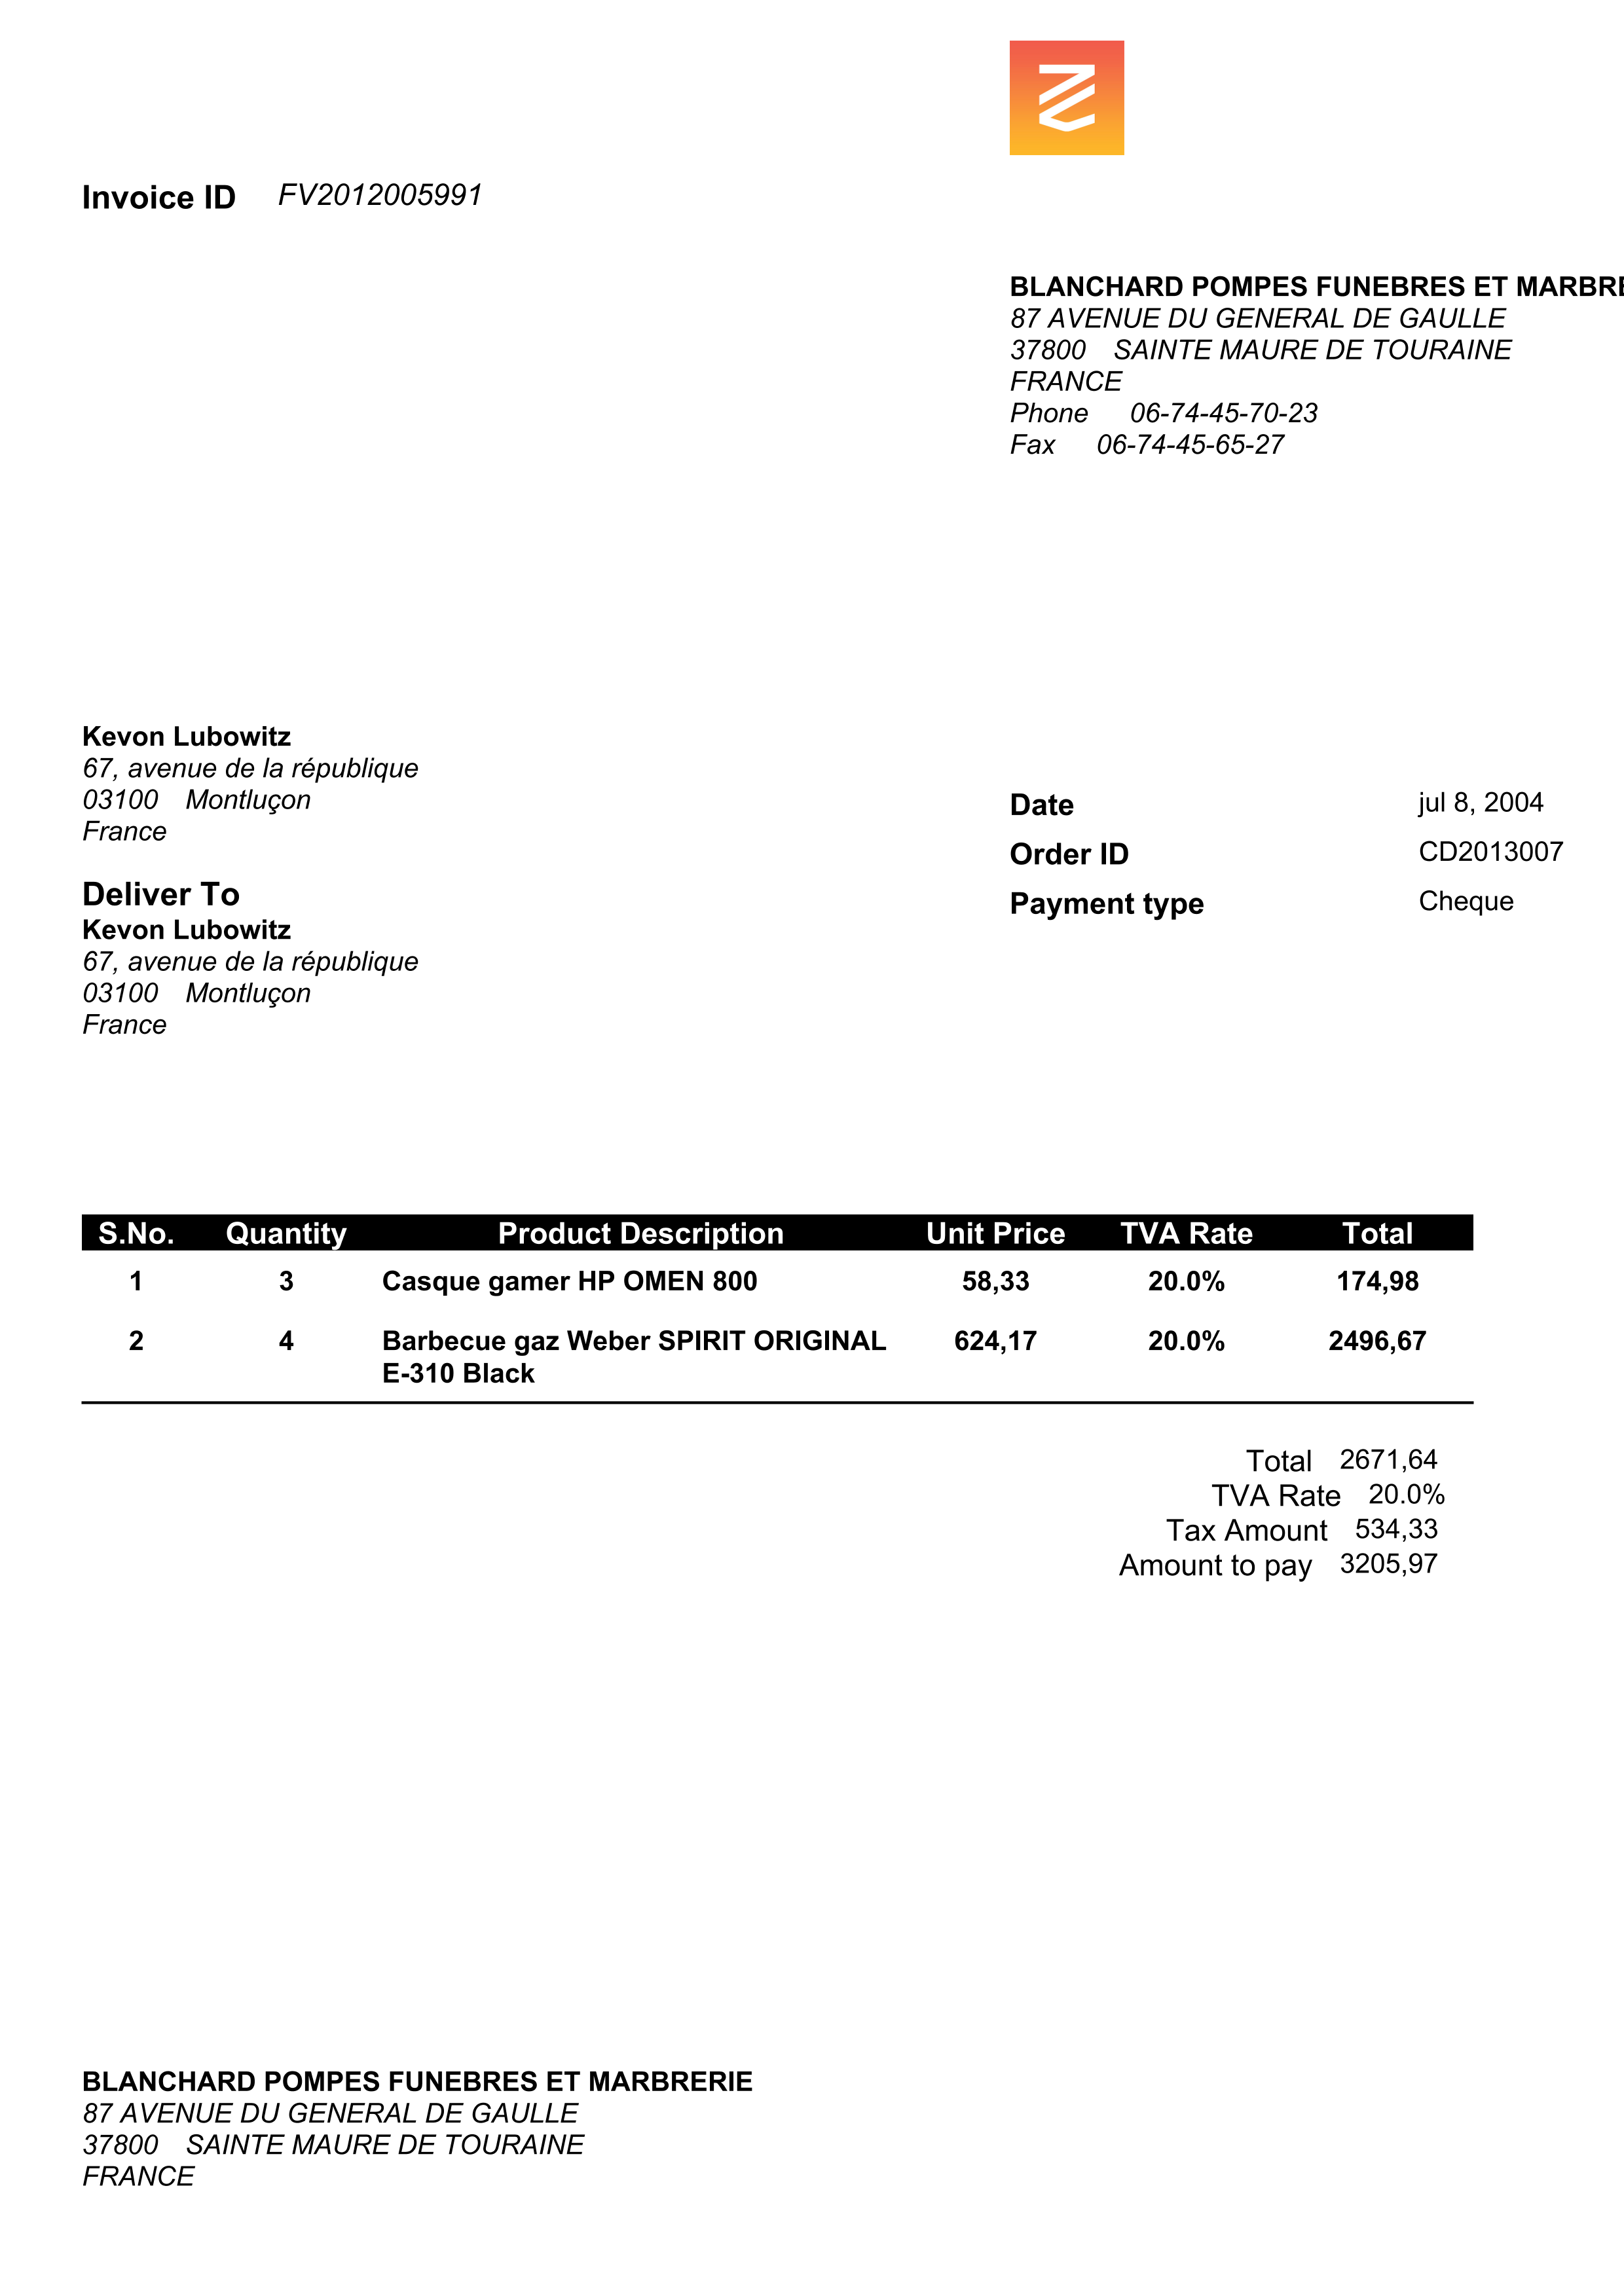 Invoice ID FV2012005991
BLANCHARD POMPES FUNEBRES ET MARBRE
87 AVENUE DU GENERAL DE GAULLE
37800 SAINTE MAURE DE TOURAINE
FRANCE
Phone 06-74-45-70-23
Fax 06-74-45-65-27
Kevon Lubowitz
67, avenue de la république
03100 Montluçon
France
Date jul 8, 2004
Order ID CD2013007
Payment type Cheque
Deliver To
Kevon Lubowitz
67, avenue de la république
03100 Montluçon
France
S.No. Quantity Product Description Unit Price TVA Rate Total
1 3 Casque gamer HP OMEN 800 58,33 20.0% 174,98
2 4 Barbecue gaz Weber SPIRIT ORIGINAL 624,17 20.0% 2496,67
E-310 Black
Total 2671,64
TVA Rate 20.0%
Tax Amount 534,33
Amount to pay 3205,97
BLANCHARD POMPES FUNEBRES ET MARBRERIE
87 AVENUE DU GENERAL DE GAULLE
37800 SAINTE MAURE DE TOURAINE
FRANCE